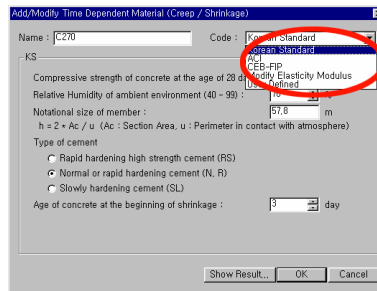 Add/Modify Time Dependent Material (Creep / Shrinkage)
Name : C270 Code : Korean Standard
Korean Standard
ACI
CEB-FIP
Modify Elasticity Modulus
User Defined
KS
Compressive strength of concrete at the age of 28 da
Relative Humidity of ambient environment (40 - 99) :
Notational size of member : 57,8 m
h = 2 * Ac / u (Ac : Section Area, u : Perimeter in contact with atmosphere)
Type of cement
Rapid hardening high strength cement (RS)
Normal or rapid hardening cement (N, R)
Slowly hardening cement (SL)
Age of concrete at the beginning of shrinkage : 3 day
Show Result... OK Cancel